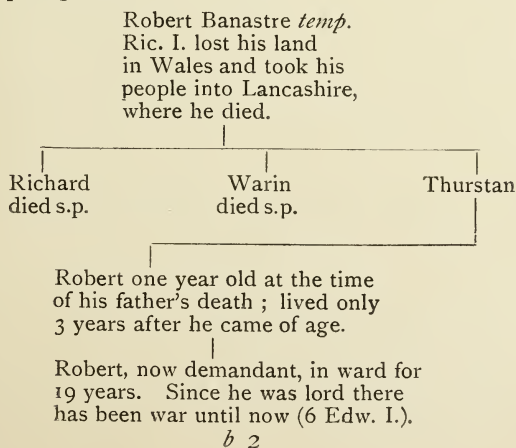 Robert Banastre temp.
Ric. I. lost his land
in Wales and took his
people into Lancashire,
where he died.
Richard Warin Thurstan
died s.p. died s.p.
Robert one year old at the time
of his father's death ; lived only
3 years after he came of age.
Robert, now demandant, in ward for
19 years. Since he was lord there
has been war until now (6 Edw. I.).
b 2